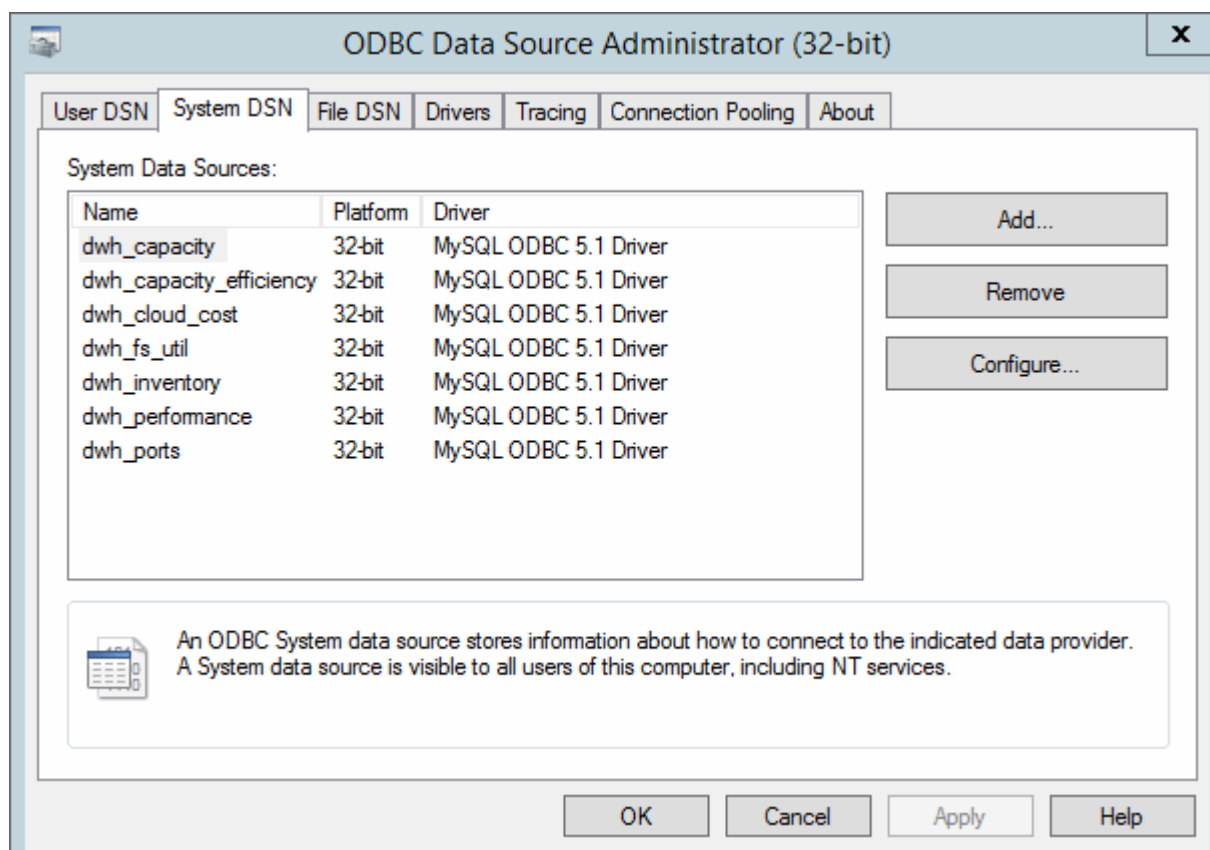 ODBC Data Source Administrator (32-bit)
x
User DSN System DSN File DSN Drivers Tracing Connection Pooling About
System Data Sources:
Name Platform Driver
dwh_capacity 32-bit MySQL ODBC 5.1 Driver
dwh_capacity_efficiency 32-bit MySQL ODBC 5.1 Driver
dwh_cloud_cost 32-bit MySQL ODBC 5.1 Driver
dwh_fs_util 32-bit MySQL ODBC 5.1 Driver
dwh_inventory 32-bit MySQL ODBC 5.1 Driver
dwh_performance 32-bit MySQL ODBC 5.1 Driver
dwh_ports 32-bit MySQL ODBC 5.1 Driver
Add...
Remove
Configure...
An ODBC System data source stores information about how to connect to the indicated data provider.
A System data source is visible to all users of this computer, including NT services.
OK Cancel Apply Help